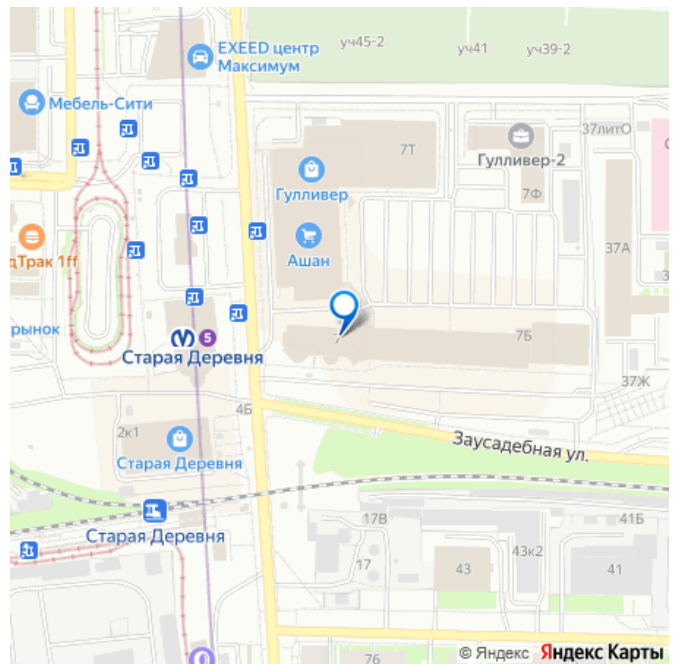 EXEED центр
Максимум
уч45-2
уч41
уч39-2
Мебель-Сити
37литО
7Т
Гулливер-2
Гулливер
7Ф
Ашан
37А
дТрак 1ff
рынок
5
Старая Деревня
7Б
37Ж
4Б
2к1
Заусадебная ул.
Старая Деревня
Старая Деревня
17В
41Б
43к2
17
43
41
76
© Яндекс Яндекс Карты